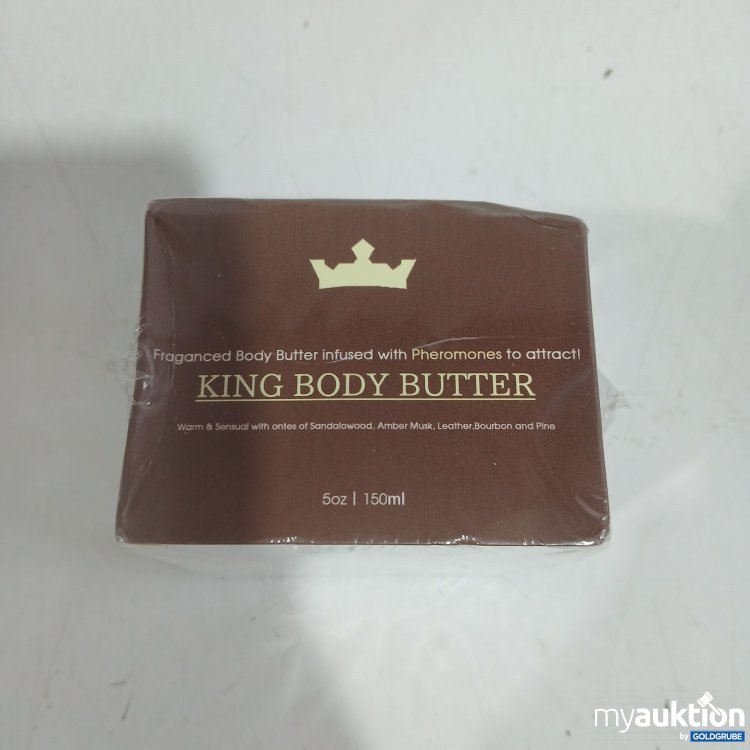 Fraganced Body Butter infused with Pheromones to attract!
KING BODY BUTTER
Warm & Sensual with ontes of Sandalowood, Amber Musk, Leather,Bourbon and Pine
5oz | 150ml
myauktion
by GOLDGRUBE